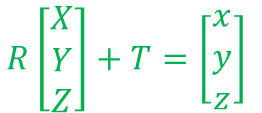 R [X Y Z] + T = [x y z]